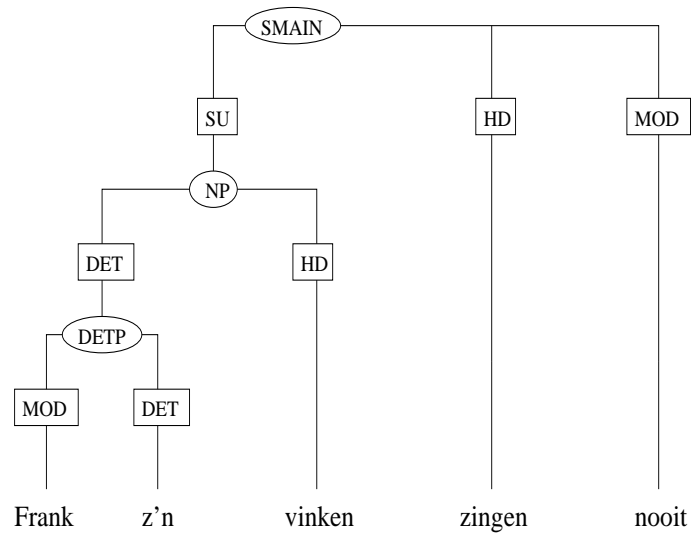 SMAIN
SU HD MOD
NP
DET HD
DETP
MOD DET
Frank z'n vinken zingen nooit